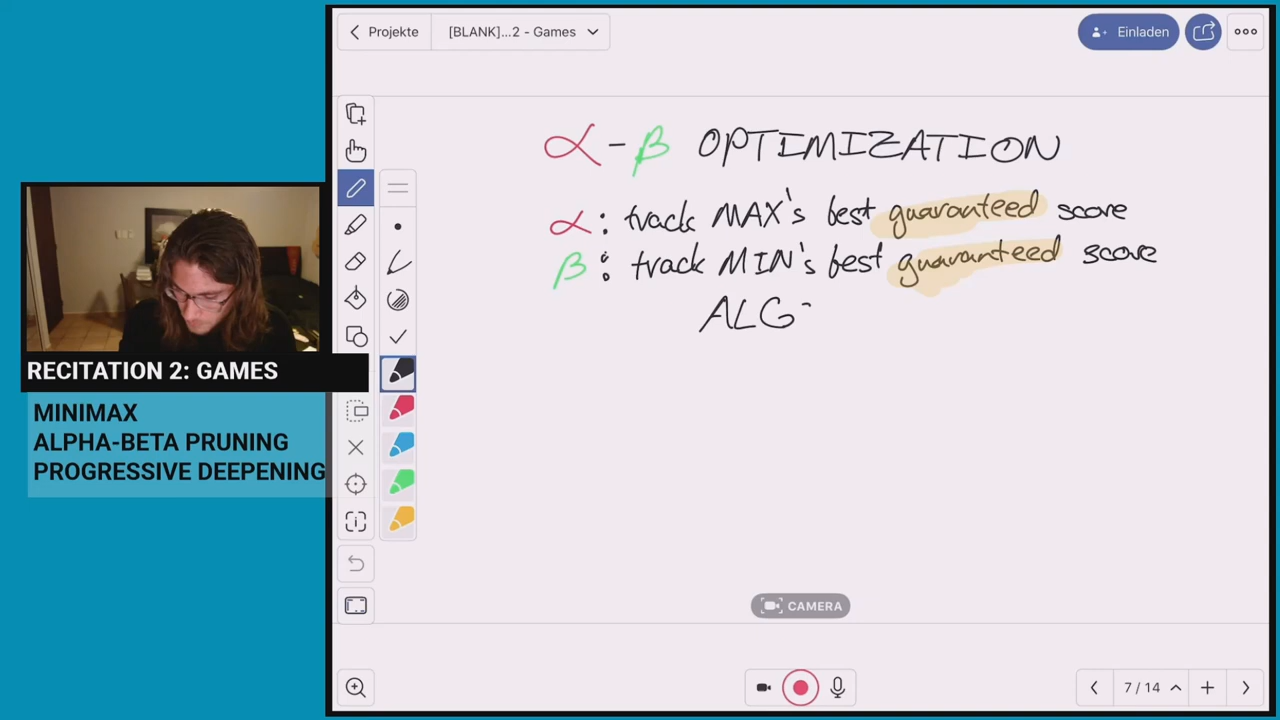 Projekte
[BLANK]...2 - Games
Einladen
α-β OPTIMIZATION
α: track MAX's best guaranteed score
β: track MIN's best guaranteed score
ALG
RECITATION 2: GAMES
MINIMAX
ALPHA-BETA PRUNING
PROGRESSIVE DEEPENING
CAMERA
7 / 14